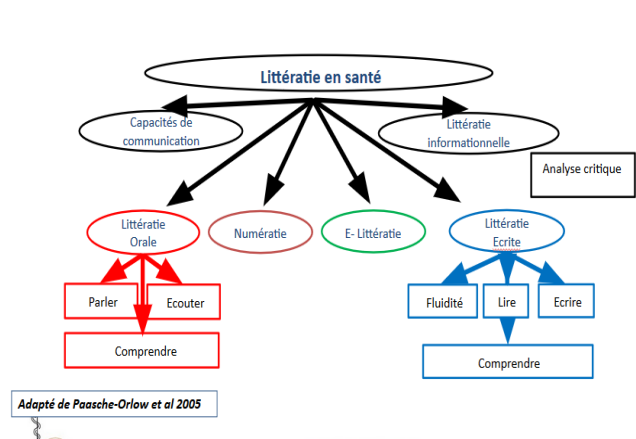 Littératie en santé
Capacités de
communication
Littératie
informationnelle
Analyse critique
Littératie
Orale
Numératie
E- Littératie
Littératie
Ecrite
Parler
Ecouter
Fluidité
Lire
Ecrire
Comprendre
Comprendre
Adapté de Paasche-Orlow et al 2005